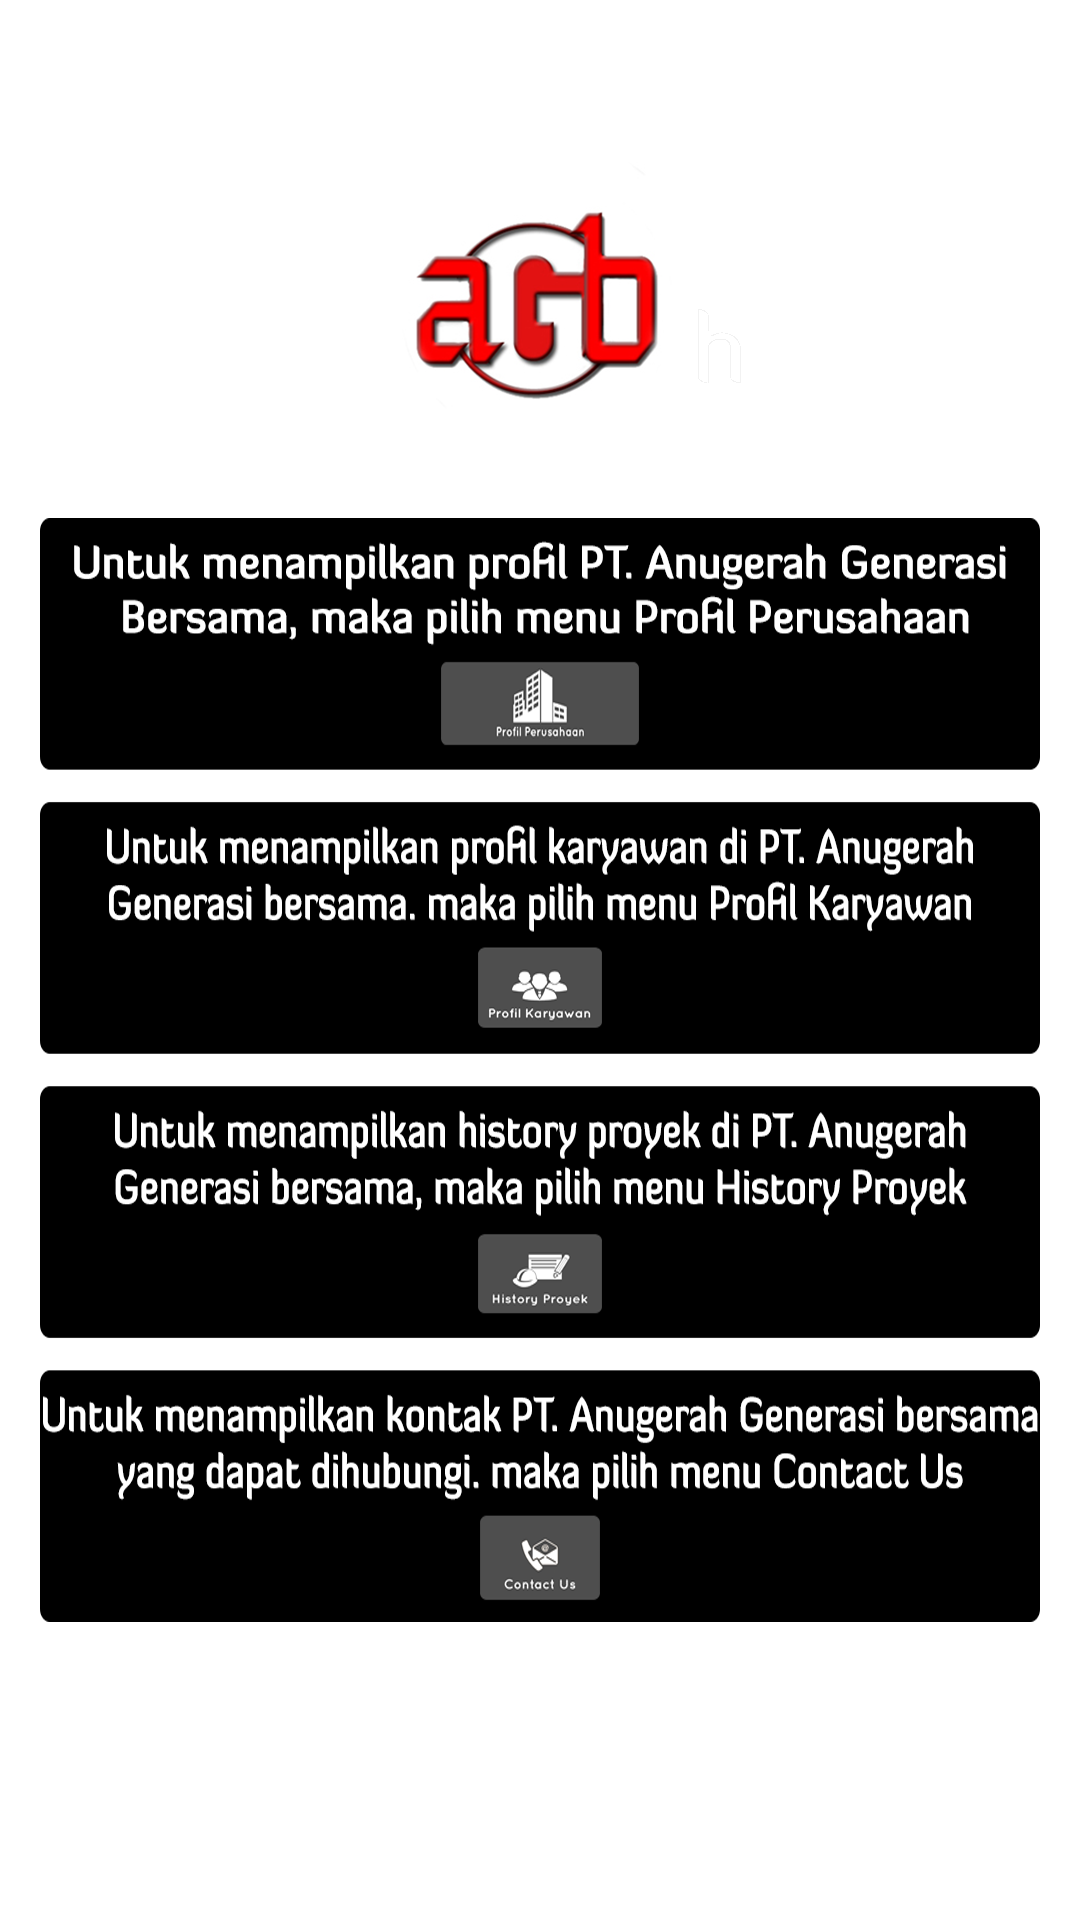 aGb
h
Untuk menampilkan profil PT. Anugerah Generasi
Bersama, maka pilih menu Profil Perusahaan
Profil Perusahaan
Untuk menampilkan profil karyawan di PT. Anugerah
Generasi bersama. maka pilih menu Profil Karyawan
Profil Karyawan
Untuk menampilkan history proyek di PT. Anugerah
Generasi bersama, maka pilih menu History Proyek
History Proyek
Untuk menampilkan kontak PT. Anugerah Generasi bersama
yang dapat dihubungi. maka pilih menu Contact Us
Contact Us